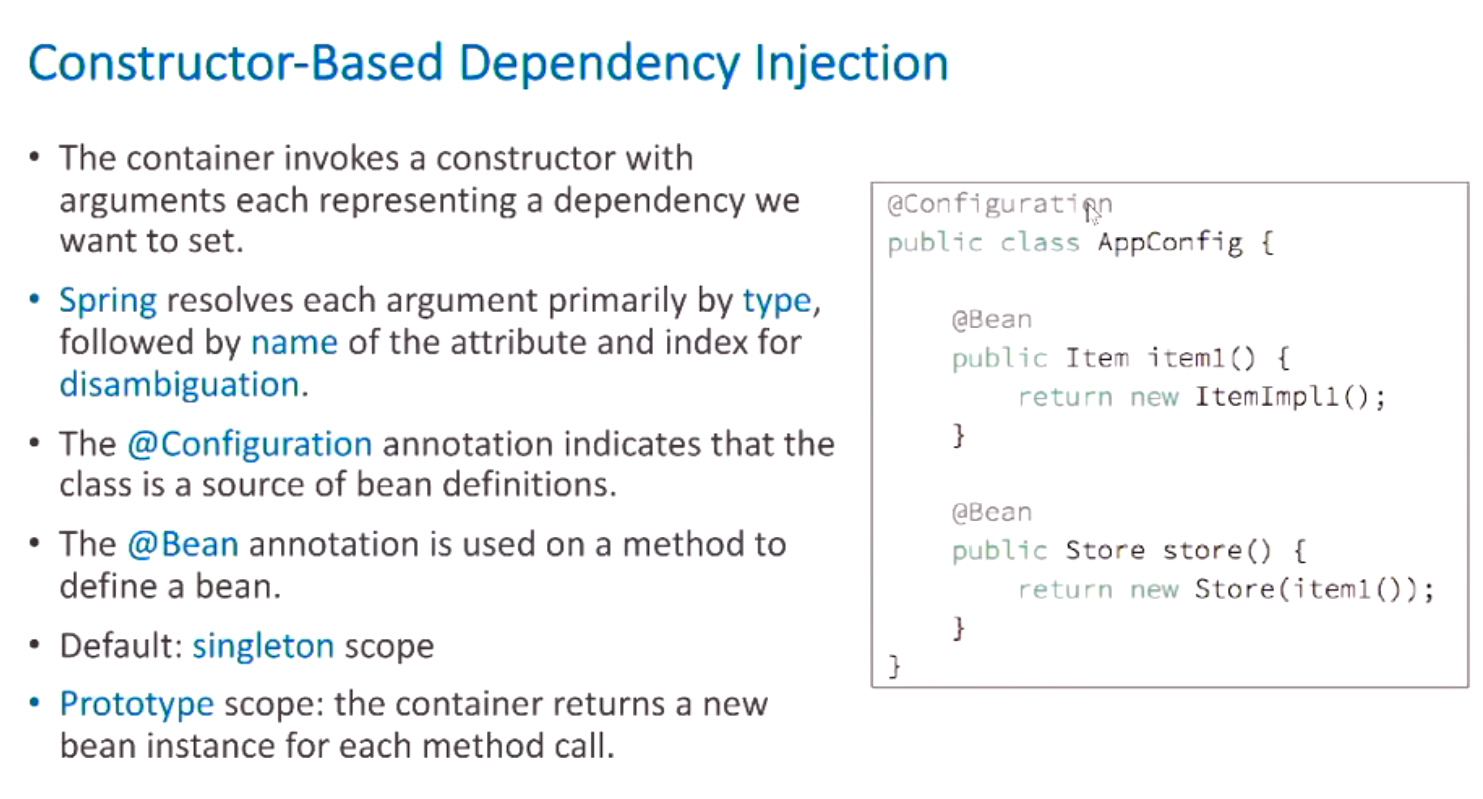 Constructor-Based Dependency Injection
• The container invokes a constructor with
arguments each representing a dependency we
want to set.
• Spring resolves each argument primarily by type,
followed by name of the attribute and index for
disambiguation.
• The @Configuration annotation indicates that the
class is a source of bean definitions.
• The @Bean annotation is used on a method to
define a bean.
• Default: singleton scope
• Prototype scope: the container returns a new
bean instance for each method call.
@Configuration
public class AppConfig {
@Bean
public Item item1() {
return new ItemImpl1();
}
@Bean
public Store store() {
return new Store(item1());
}
}